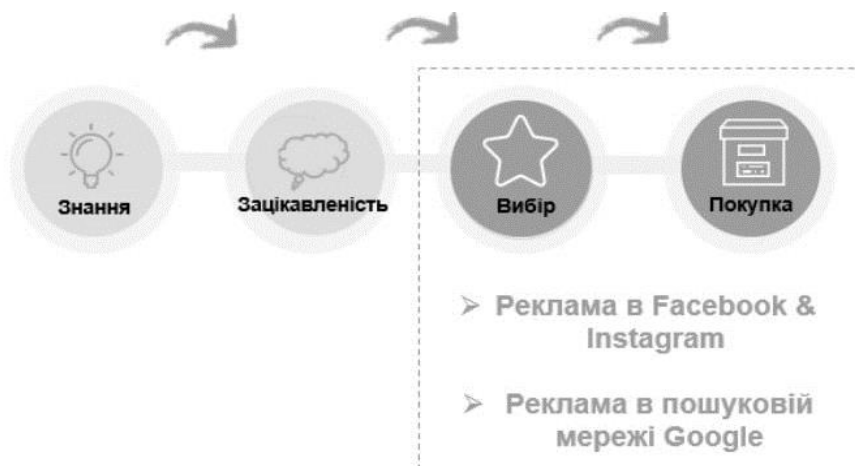 Знання
Зацікавленість
Вибір
Покупка
➢ Реклама в Facebook &
Instagram
➢ Реклама в пошуковій
мережі Google